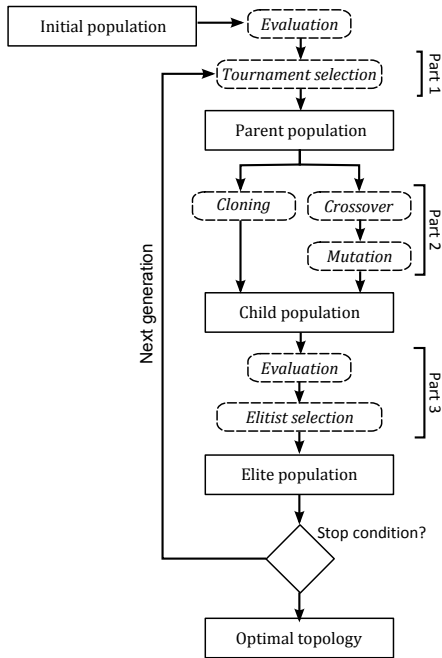 Initial population
Evaluation
Tournament selection
Part 1
Parent population
Cloning
Crossover
Part 2
Mutation
Next generation
Child population
Evaluation
Part 3
Elitist selection
Elite population
Stop condition?
Optimal topology